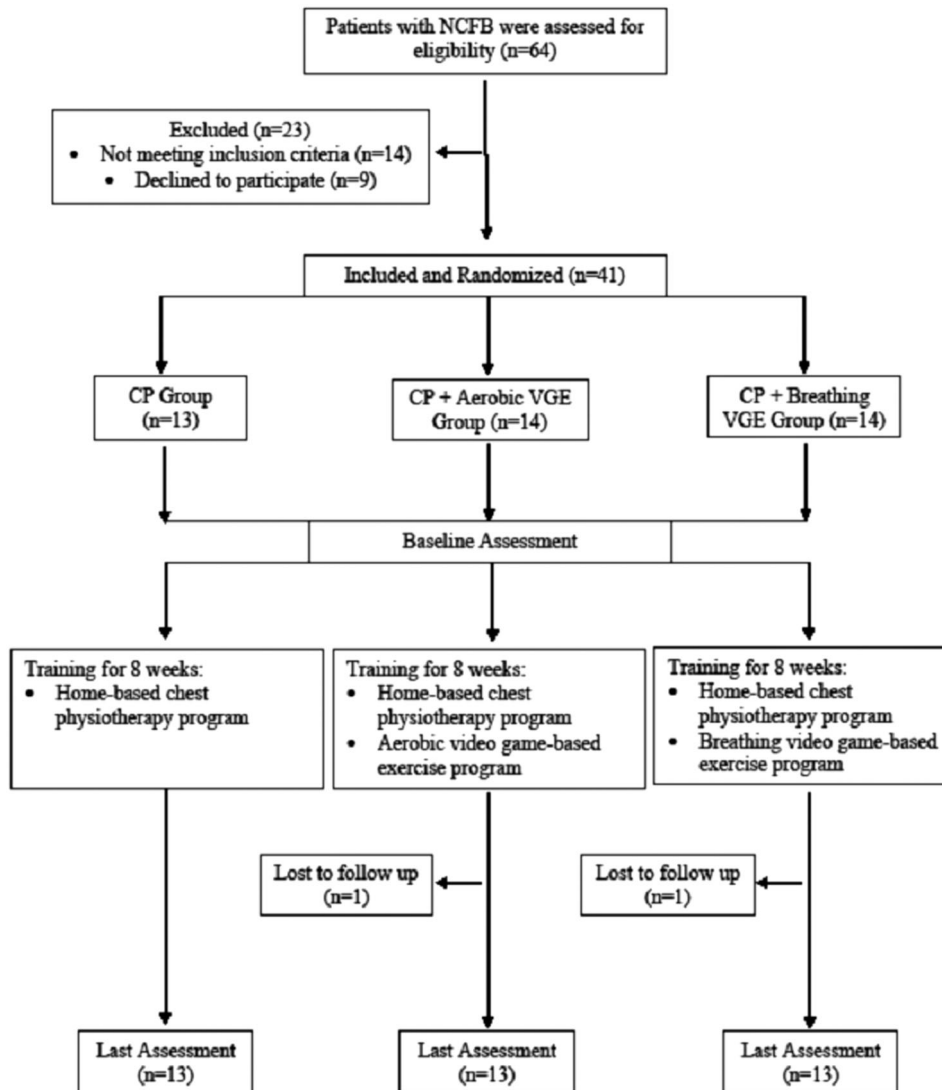 Patients with NCFB were assessed for
eligibility (n=64)
Excluded (n=23)
• Not meeting inclusion criteria (n=14)
• Declined to participate (n=9)
Included and Randomized (n=41)
CP Group
(n=13)
CP + Aerobic VGE
Group (n=14)
CP + Breathing
VGE Group (n=14)
Baseline Assessment
Training for 8 weeks:
• Home-based chest
physiotherapy program
Training for 8 weeks:
• Home-based chest
physiotherapy program
• Aerobic video game-based
exercise program
Training for 8 weeks:
• Home-based chest
physiotherapy program
• Breathing video game-based
exercise program
Lost to follow up
(n=1)
Lost to follow up
(n=1)
Last Assessment
(n=13)
Last Assessment
(n=13)
Last Assessment
(n=13)